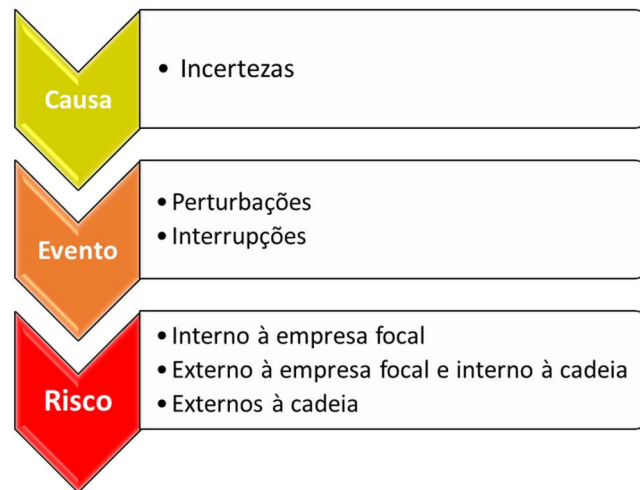 Causa
• Incertezas
Evento
• Perturbações
• Interrupções
Risco
• Interno à empresa focal
• Externo à empresa focal e interno à cadeia
• Externos à cadeia